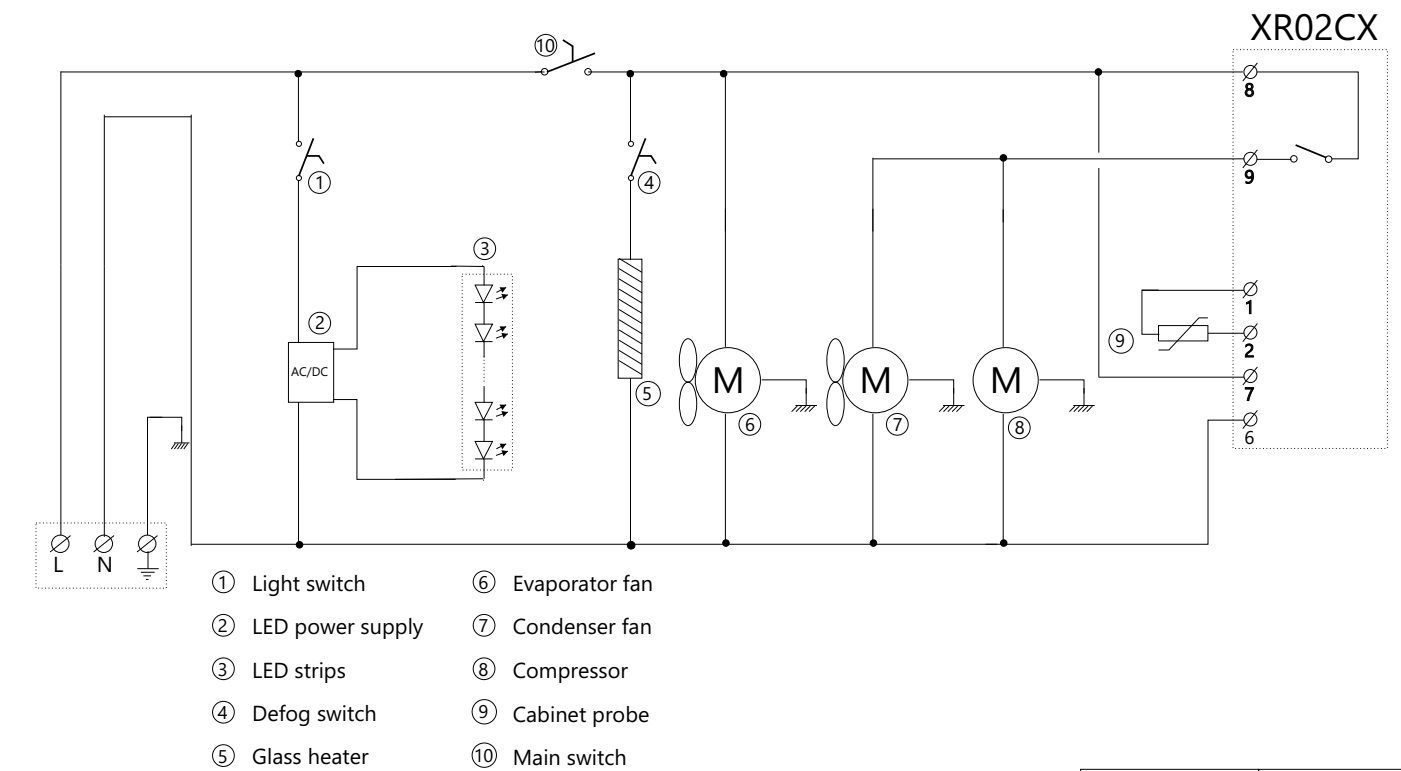 XR02CX
⑩
8
①
④
9
③
1
②
⑨
2
AC/DC
M
M
M
7
⑤
⑥
⑦
⑧
6
L
N
① Light switch
⑥ Evaporator fan
② LED power supply
⑦ Condenser fan
③ LED strips
⑧ Compressor
④ Defog switch
⑨ Cabinet probe
⑤ Glass heater
⑩ Main switch